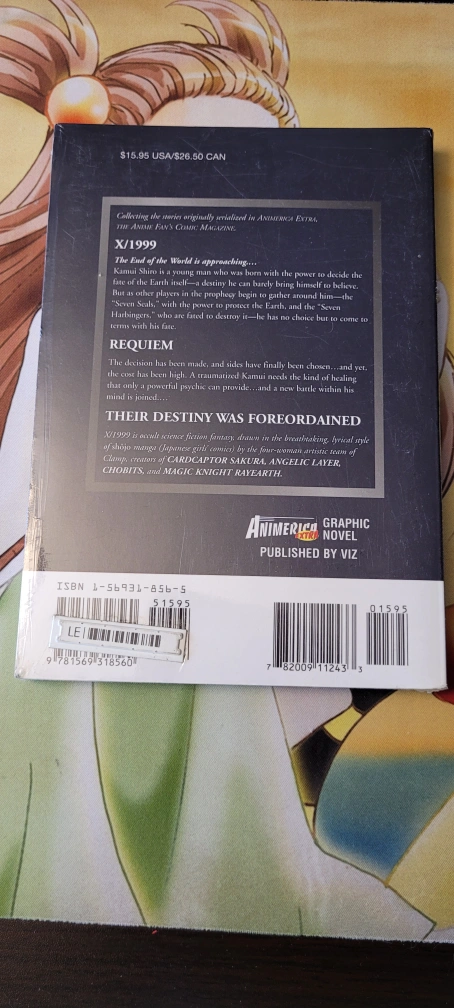 $15.95 USA/$26.50 CAN
Collecting the stories originally serialized in ANIMERICA EXTRA,
THE ANIME FAN'S COMIC MAGAZINE.
X/1999
The End of the World is approaching....
Kamui Shiro is a young man who was born with the power to decide the
fate of the Earth itself—a destiny he can barely bring himself to believe.
But as other players in the prophecy begin to gather around him—the
"Seven Seals," with the power to protect the Earth, and the "Seven
Harbingers," who are fated to destroy it—he has no choice but to come to
terms with his fate.
REQUIEM
The decision has been made, and sides have finally been chosen...and yet,
the cost has been high. A traumatized Kamui needs the kind of healing
that only a powerful psychic can provide...and a new battle within his
mind is joined....
THEIR DESTINY WAS FOREORDAINED
X/1999 is occult science fiction fantasy, drawn in the breathtaking, lyrical style
of shôjo manga (Japanese girls' comics) by the four-woman artistic team of
Clamp, creators of CARDCAPTOR SAKURA, ANGELIC LAYER,
CHOBITS, and MAGIC KNIGHT RAYEARTH.
ANIMERICA EXTRA
GRAPHIC
NOVEL
PUBLISHED BY VIZ
ISBN 1-56931-856-5
51595
LE
9 781569 318560
01595
7 82009 11243 3